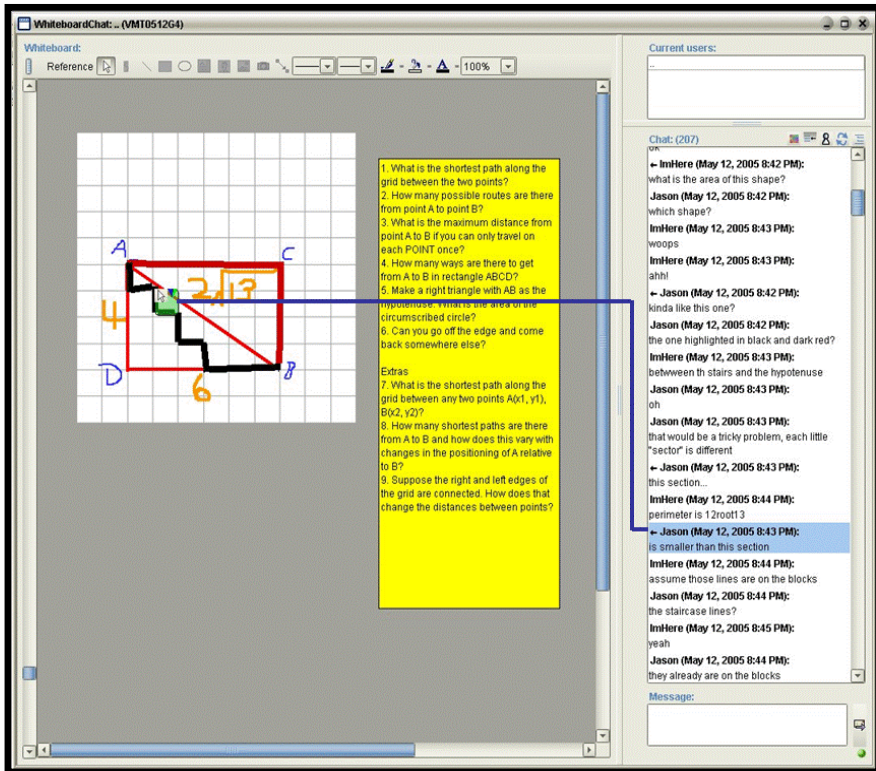 WhiteboardChat: .. (VMT0512G4)
Whiteboard:
Reference
100%
A
C
2√13
4
D
B
6
1. What is the shortest path along the
grid between the two points?
2. How many possible routes are there
from point A to point B?
3. What is the maximum distance from
point A to B if you can only travel on
each POINT once?
4. How many ways are there to get
from A to B in rectangle ABCD?
5. Make a right triangle with AB as the
hypotenuse. What is the area of the
circumscribed circle?
6. Can you go off the edge and come
back somewhere else?
Extras
7. What is the shortest path along the
grid between any two points A(x1, y1),
B(x2, y2)?
8. How many shortest paths are there
from A to B and how does this vary with
changes in the positioning of A relative
to B?
9. Suppose the right and left edges of
the grid are connected. How does that
change the distances between points?
Current users:
..
Chat: (207)
ok
← ImHere (May 12, 2005 8:42 PM):
what is the area of this shape?
Jason (May 12, 2005 8:42 PM):
which shape?
ImHere (May 12, 2005 8:43 PM):
woops
ImHere (May 12, 2005 8:43 PM):
ahh!
← Jason (May 12, 2005 8:42 PM):
kinda like this one?
Jason (May 12, 2005 8:42 PM):
the one highlighted in black and dark red?
ImHere (May 12, 2005 8:43 PM):
betwween th stairs and the hypotenuse
Jason (May 12, 2005 8:43 PM):
oh
Jason (May 12, 2005 8:43 PM):
that would be a tricky problem, each little
"sector" is different
← Jason (May 12, 2005 8:43 PM):
this section...
ImHere (May 12, 2005 8:44 PM):
perimeter is 12root13
← Jason (May 12, 2005 8:43 PM):
is smaller than this section
ImHere (May 12, 2005 8:44 PM):
assume those lines are on the blocks
Jason (May 12, 2005 8:44 PM):
the staircase lines?
ImHere (May 12, 2005 8:45 PM):
yeah
Jason (May 12, 2005 8:44 PM):
they already are on the blocks
Message: